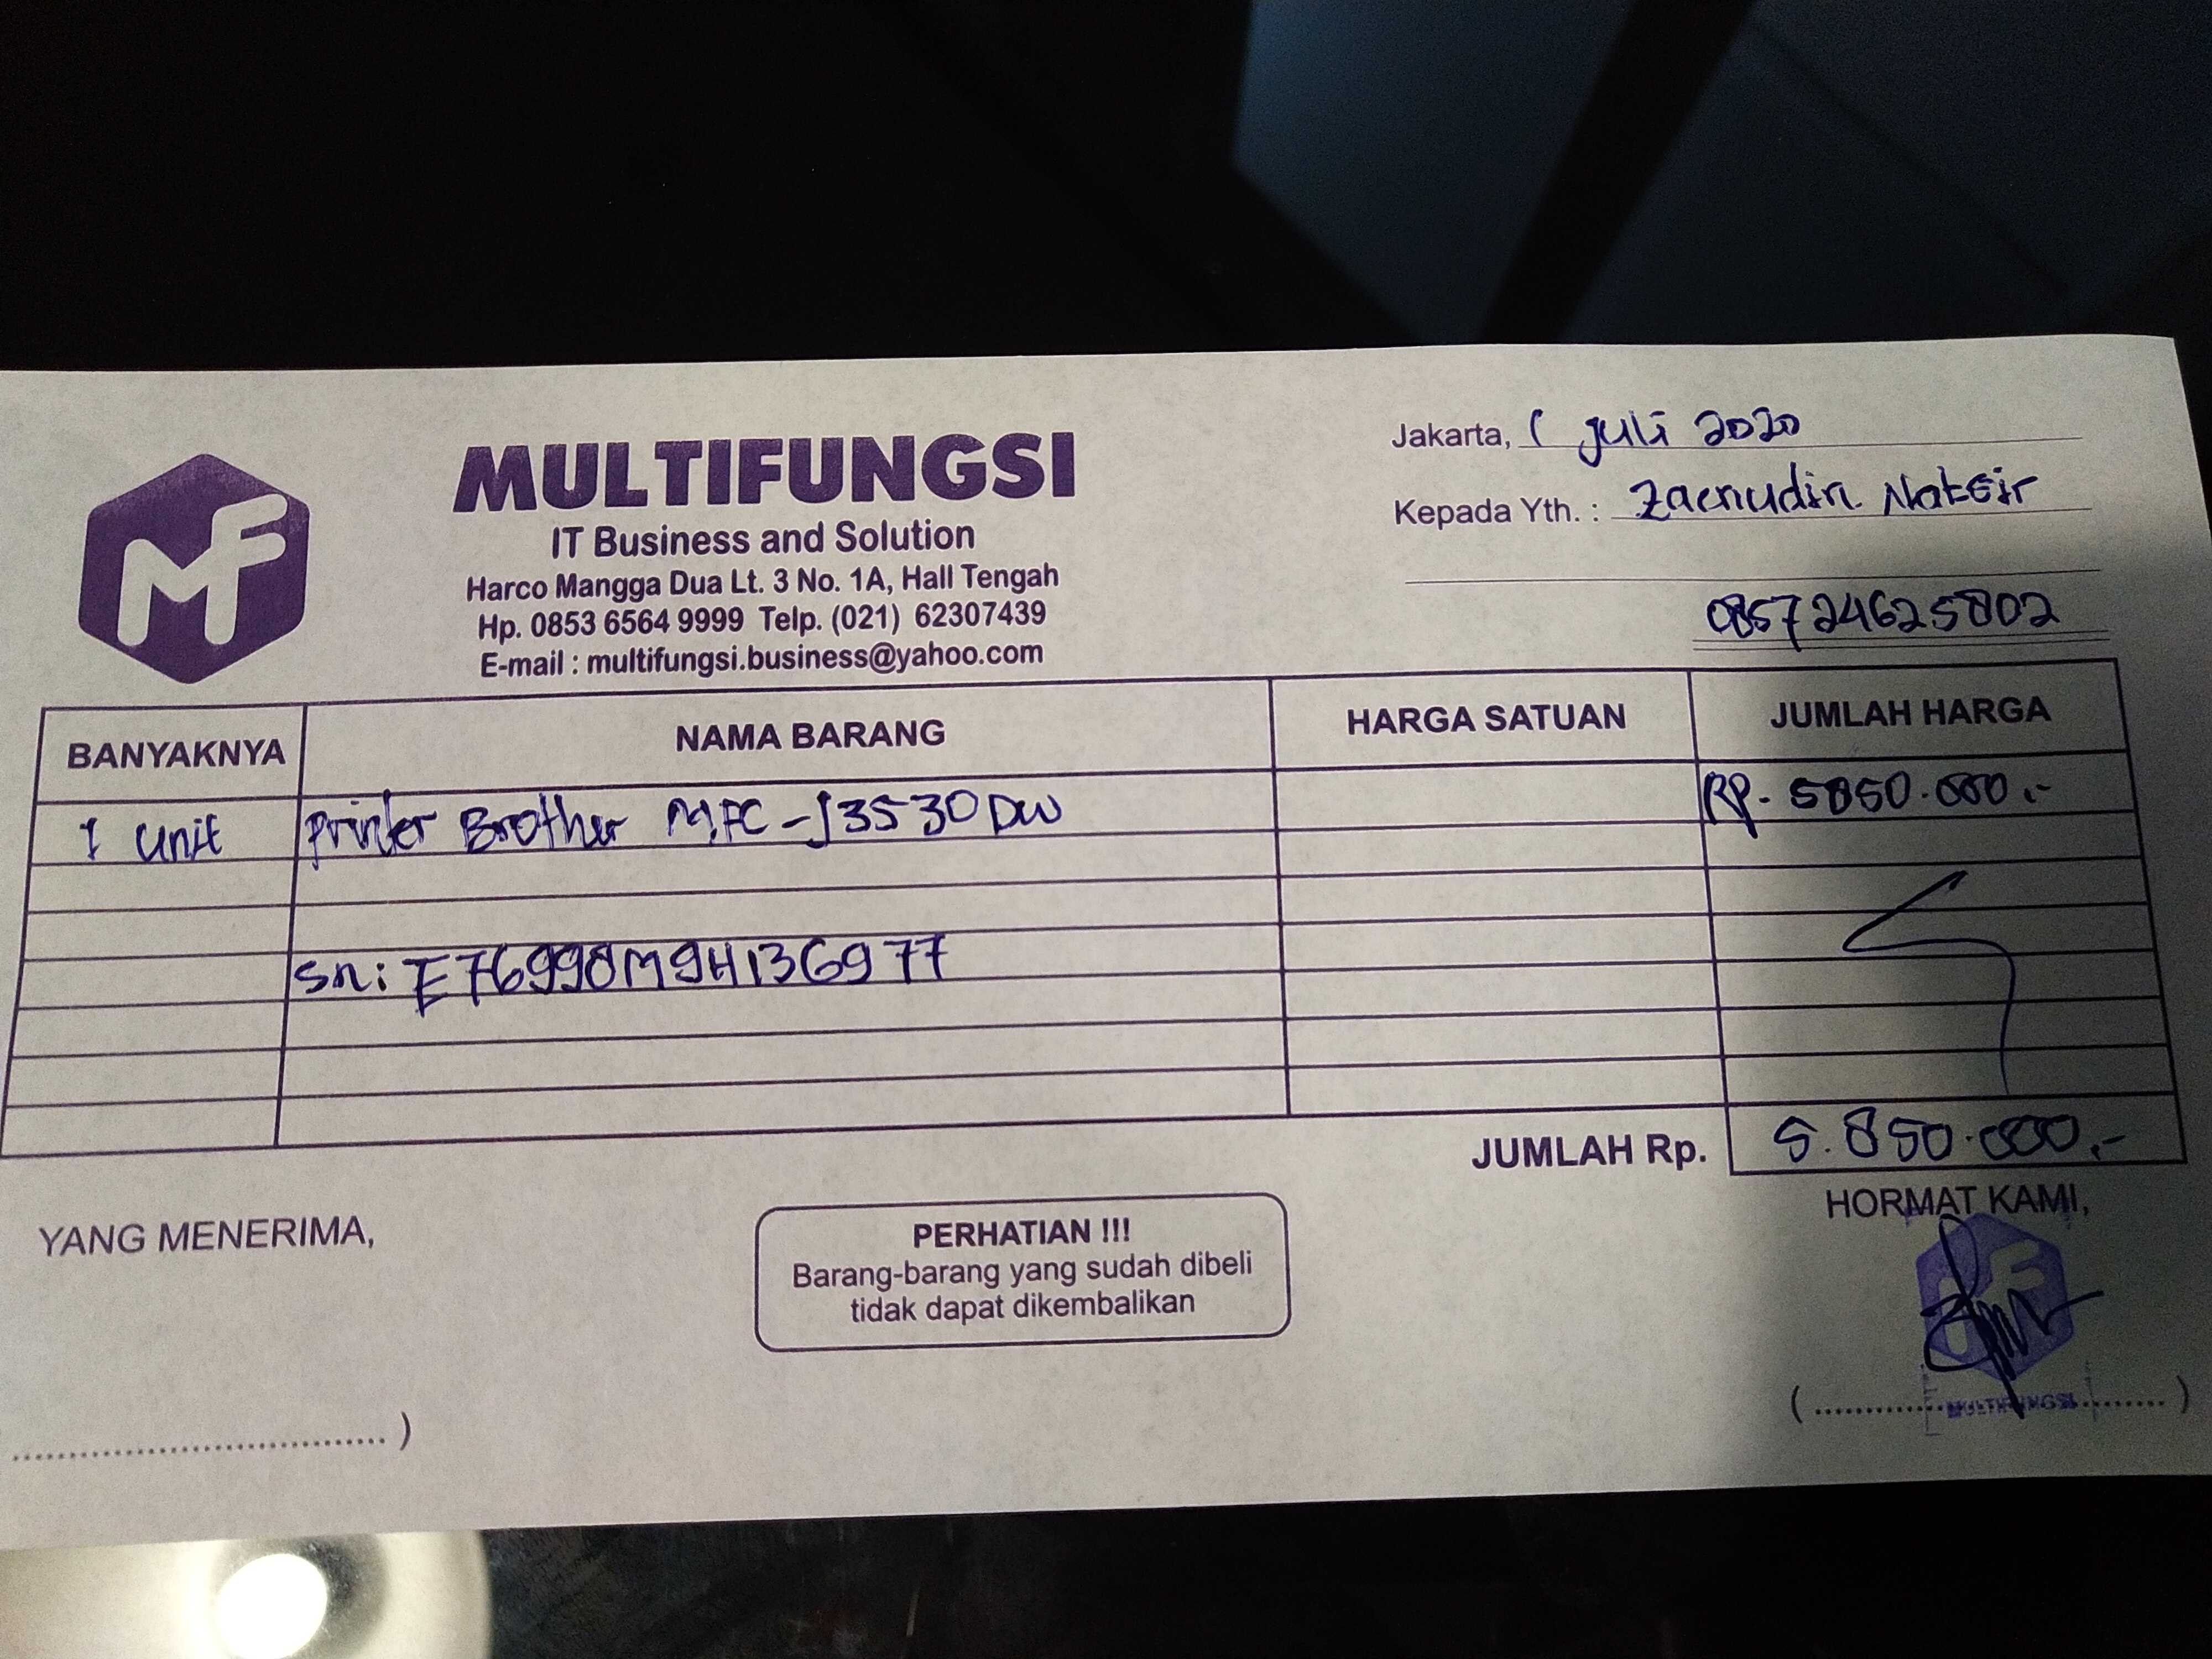 MF
MULTIFUNGSI
IT Business and Solution
Harco Mangga Dua Lt. 3 No. 1A, Hall Tengah
Hp. 0853 6564 9999 Telp. (021) 62307439
E-mail : multifungsi.business@yahoo.com
Jakarta, 1 juli 2020
Kepada Yth. : Zaenudin
085724625802
BANYAKNYA NAMA BARANG HARGA SATUAN JUMLAH HARGA
1 unit Printer Brother MFC-J3530DW RP. 5850.000.-
sn: E76998M9H136977
JUMLAH Rp. 5.850.000.-
YANG MENERIMA,
PERHATIAN !!!
Barang-barang yang sudah dibeli
tidak dapat dikembalikan
HORMAT KAMI,
MF
MULTIFUNGSI